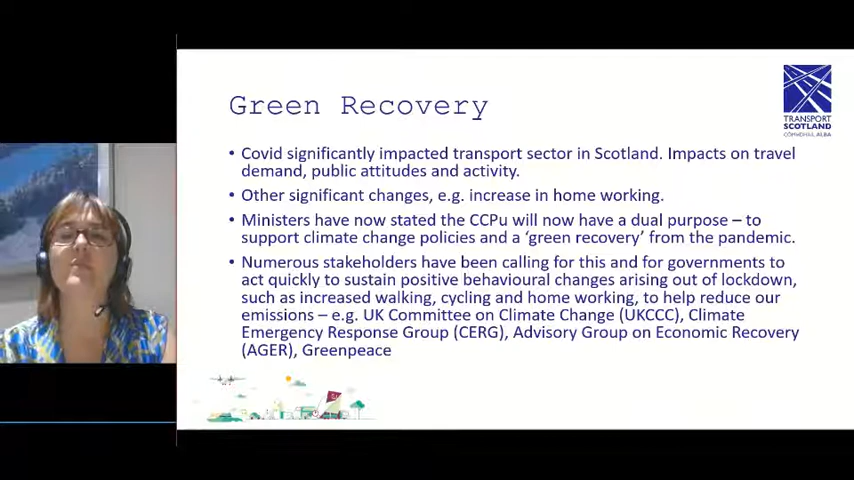 Green Recovery
TRANSPORT
SCOTLAND
CÒMHDHAIL ALBA
• Covid significantly impacted transport sector in Scotland. Impacts on travel
demand, public attitudes and activity.
• Other significant changes, e.g. increase in home working.
• Ministers have now stated the CCPu will now have a dual purpose – to
support climate change policies and a ‘green recovery’ from the pandemic.
• Numerous stakeholders have been calling for this and for governments to
act quickly to sustain positive behavioural changes arising out of lockdown,
such as increased walking, cycling and home working, to help reduce our
emissions – e.g. UK Committee on Climate Change (UKCCC), Climate
Emergency Response Group (CERG), Advisory Group on Economic Recovery
(AGER), Greenpeace